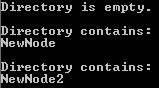 Directory is empty.
Directory contains:
NewNode
Directory contains:
NewNode2